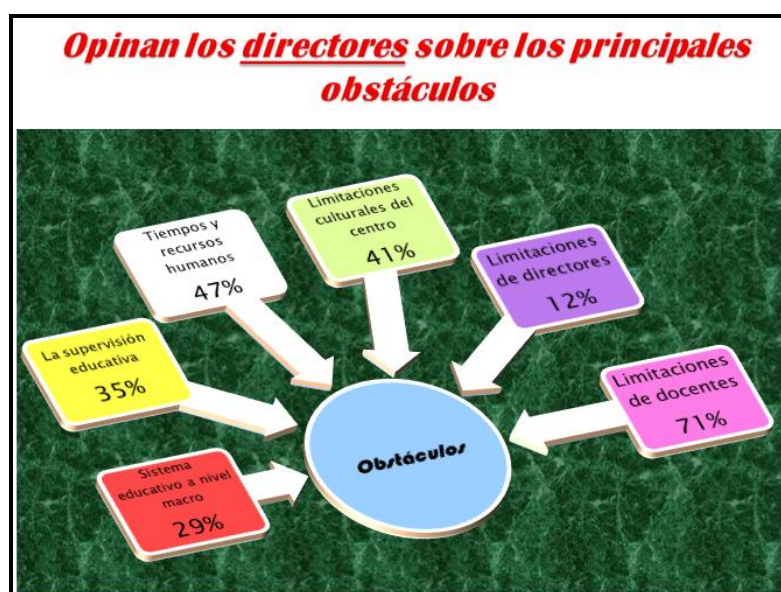 Opinan los directores sobre los principales
obstáculos
Limitaciones
culturales del
centro
41%
Tiempos y
recursos
humanos
47%
Limitaciones
de directores
12%
La supervisión
educativa
35%
Limitaciones
de docentes
71%
Sistema
educativo a nivel
macro
29%
Obstáculos